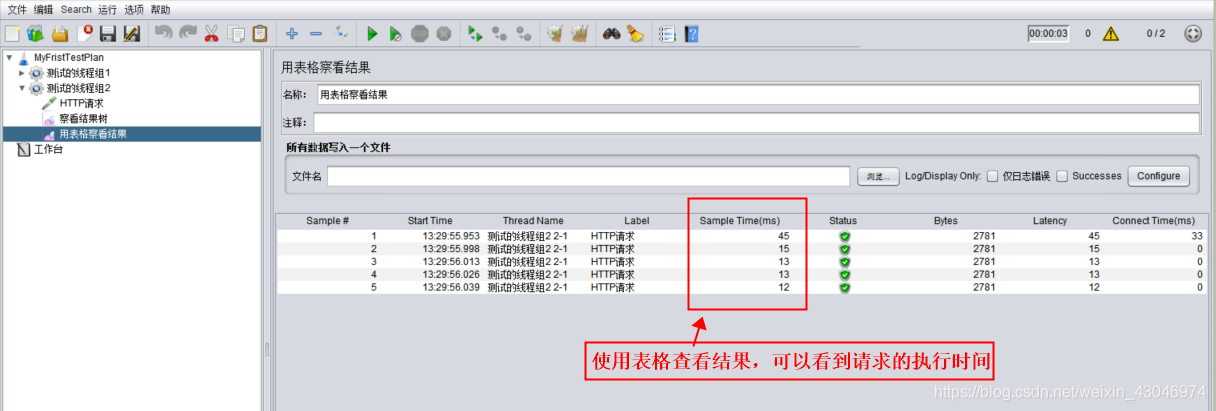 文件 编辑 Search 运行 选项 帮助
00:00:03 0 0 / 2
MyFristTestPlan
测试的线程组1
测试的线程组2
HTTP请求
察看结果树
用表格察看结果
工作台
用表格察看结果
名称: 用表格察看结果
注释:
所有数据写入一个文件
文件名 浏览... Log/Display Only: 仅日志错误 Successes Configure
Sample # Start Time Thread Name Label Sample Time(ms) Status Bytes Latency Connect Time(ms)
1 13:29:55.953 测试的线程组2 2-1 HTTP请求 45 2781 45 33
2 13:29:55.998 测试的线程组2 2-1 HTTP请求 15 2781 15 0
3 13:29:56.013 测试的线程组2 2-1 HTTP请求 13 2781 13 0
4 13:29:56.026 测试的线程组2 2-1 HTTP请求 13 2781 13 0
5 13:29:56.039 测试的线程组2 2-1 HTTP请求 12 2781 12 0
使用表格查看结果，可以看到请求的执行时间
https://blog.csdn.net/weixin_43046974